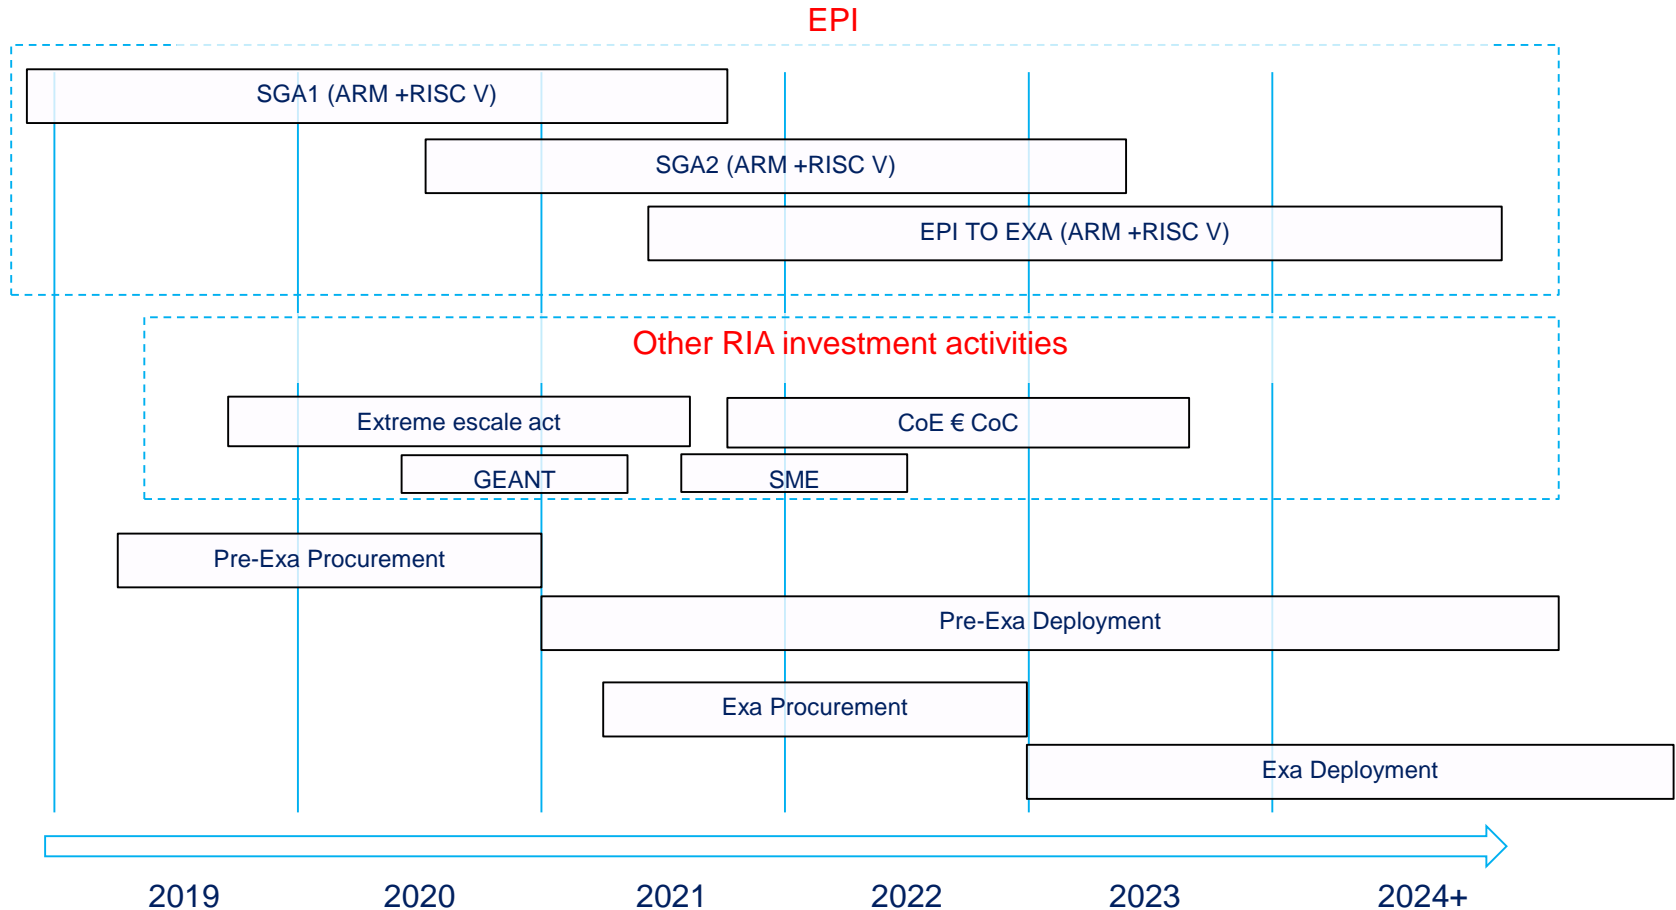 EPI
SGA1 (ARM +RISC V)
SGA2 (ARM +RISC V)
EPI TO EXA (ARM +RISC V)
Other RIA investment activities
Extreme escale act
CoE € CoC
GEANT
SME
Pre-Exa Procurement
Pre-Exa Deployment
Exa Procurement
Exa Deployment
2019
2020
2021
2022
2023
2024+